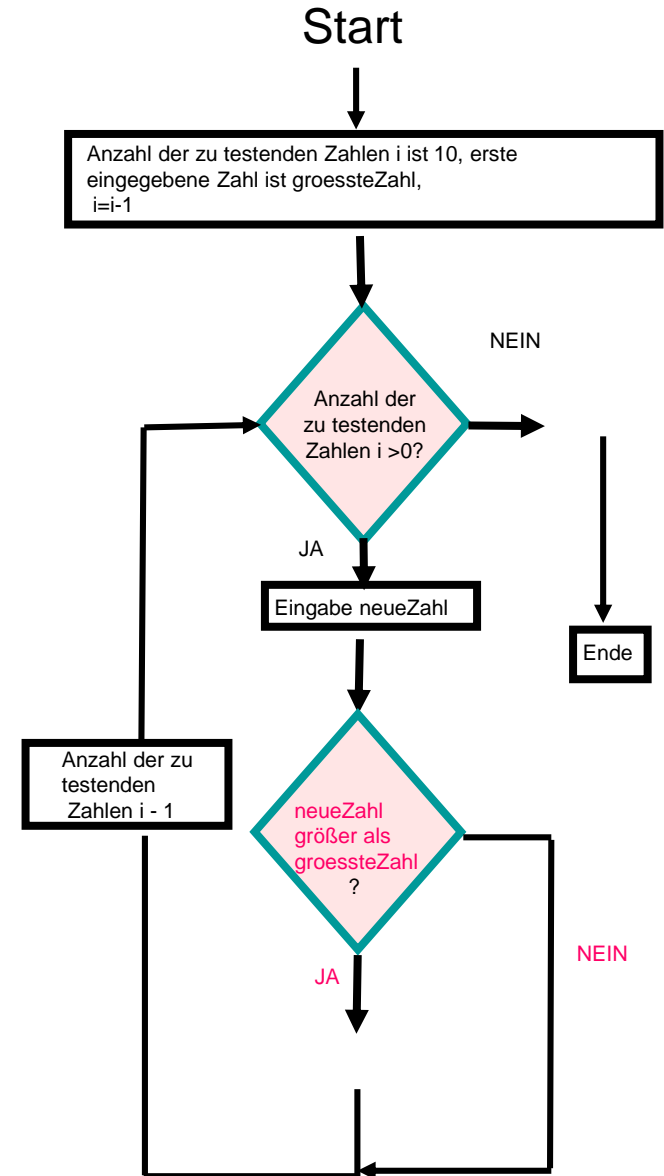 Start
Anzahl der zu testenden Zahlen i ist 10, erste
eingegebene Zahl ist groessteZahl,
i=i-1
NEIN
Anzahl der
zu testenden
Zahlen i >0?
JA
Eingabe neueZahl
Ende
Anzahl der zu
testenden
Zahlen i - 1
neueZahl
größer als
groessteZahl
?
NEIN
JA